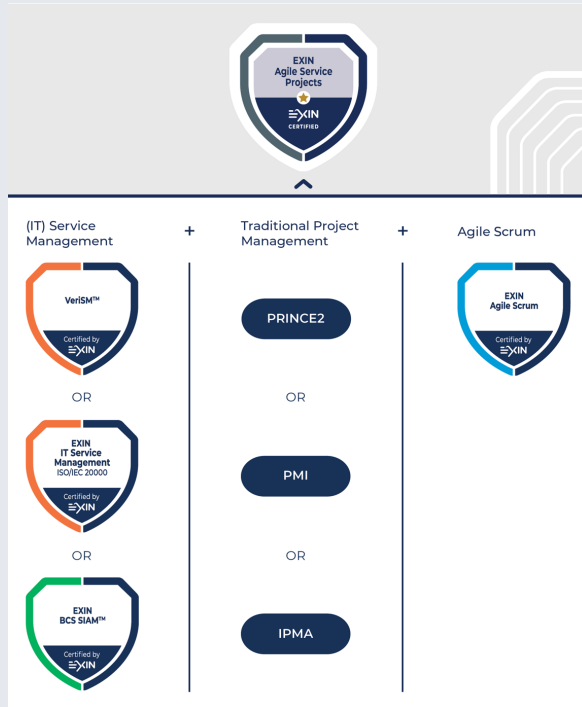 EXIN
Agile Service
Projects
EXIN
CERTIFIED
(IT) Service
Management
+
Traditional Project
Management
+
Agile Scrum
VeriSM™
Certified by
EXIN
OR
EXIN
IT Service
Management
ISO/IEC 20000
Certified by
EXIN
OR
EXIN
BCS SIAM™
Certified by
EXIN
PRINCE2
OR
PMI
OR
IPMA
EXIN
Agile Scrum
Certified by
EXIN